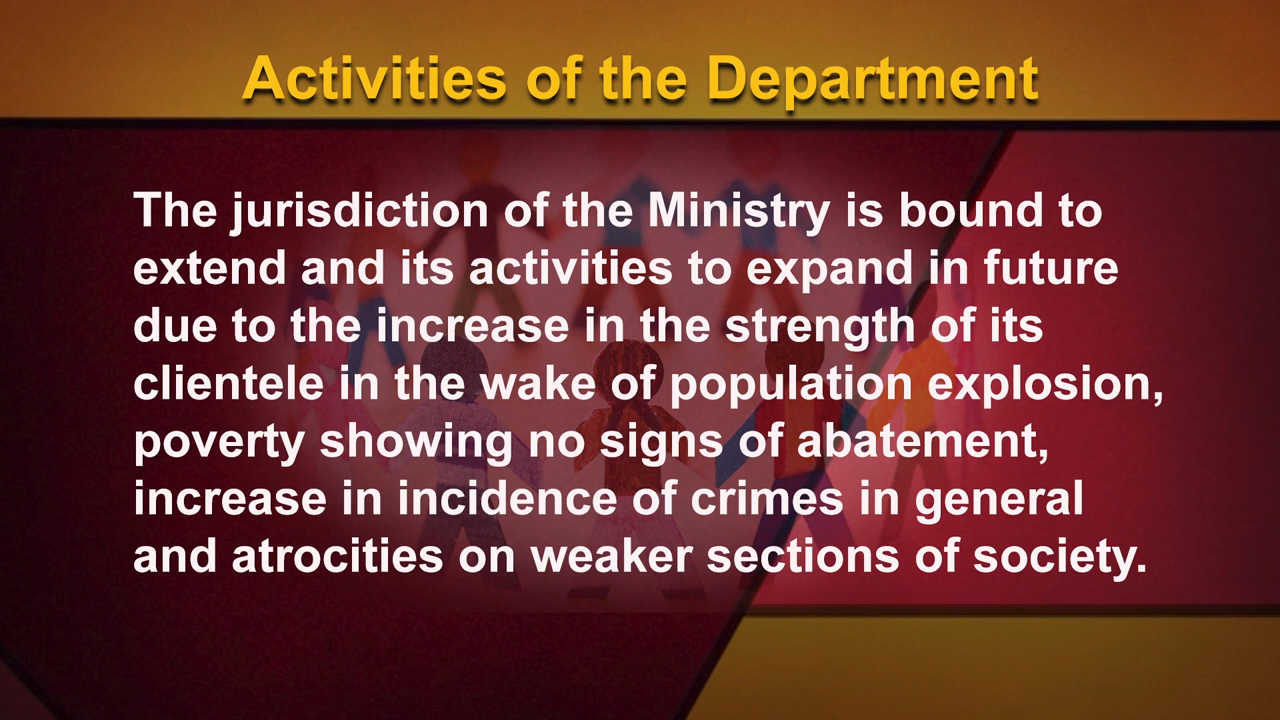 Activities of the Department
The jurisdiction of the Ministry is bound to
extend and its activities to expand in future
due to the increase in the strength of its
clientele in the wake of population explosion,
poverty showing no signs of abatement,
increase in incidence of crimes in general
and atrocities on weaker sections of society.